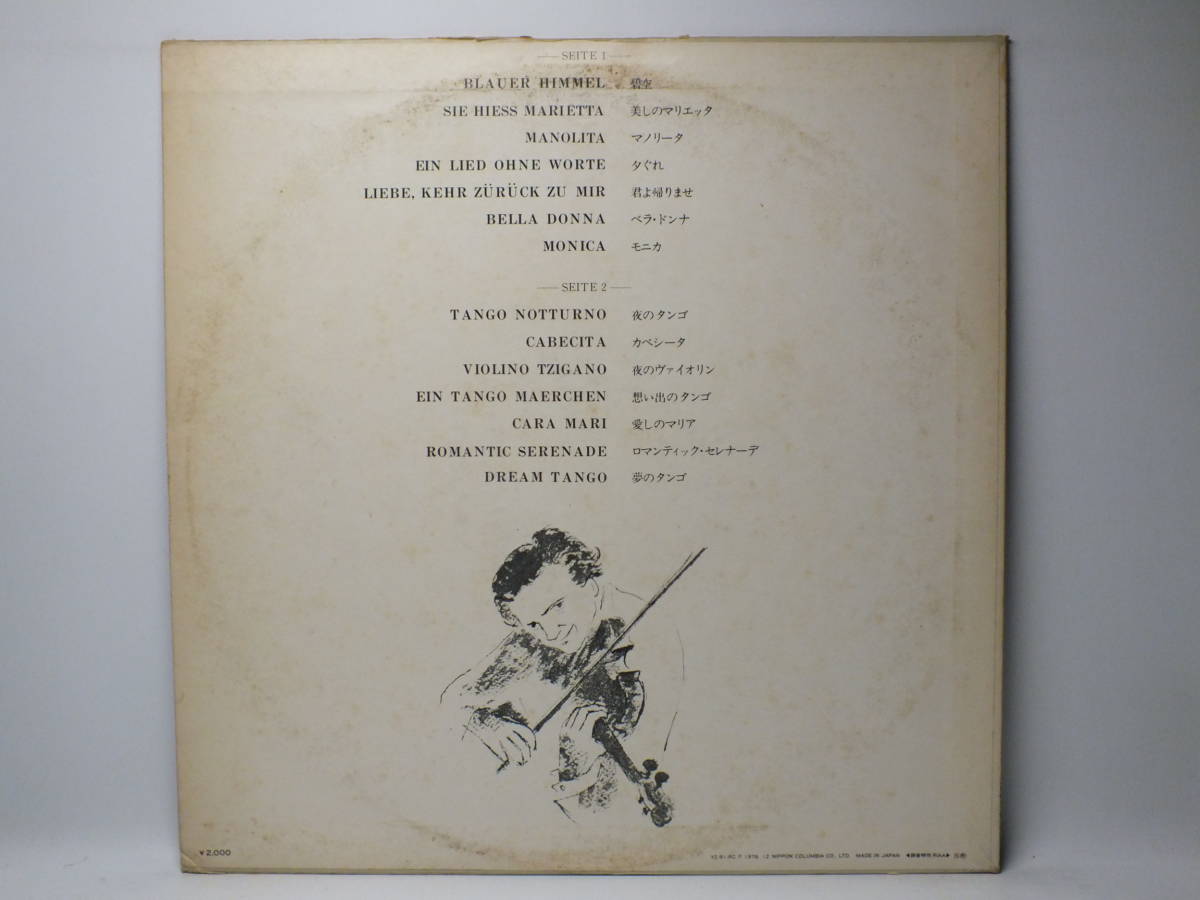 SEITE 1
BLAUER HIMMEL 碧空
SIE HIESS MARIETTA 美しのマリエッタ
MANOLITA マノリータ
EIN LIED OHNE WORTE 夕ぐれ
LIEBE, KEHR ZÜRÜCK ZU MIR 君よ帰りませ
BELLA DONNA ベラ・ドンナ
MONICA モニカ
SEITE 2
TANGO NOTTURNO 夜のタンゴ
CABECITA カベシータ
VIOLINO TZIGANO 夜のヴァイオリン
EIN TANGO MAERCHEN 想い出のタンゴ
CARA MARI 愛しのマリア
ROMANTIC SERENADE ロマンティック・セレナーデ
DREAM TANGO 夢のタンゴ
¥2,000 NIPPON COLUMBIA CO., LTD. MADE IN JAPAN